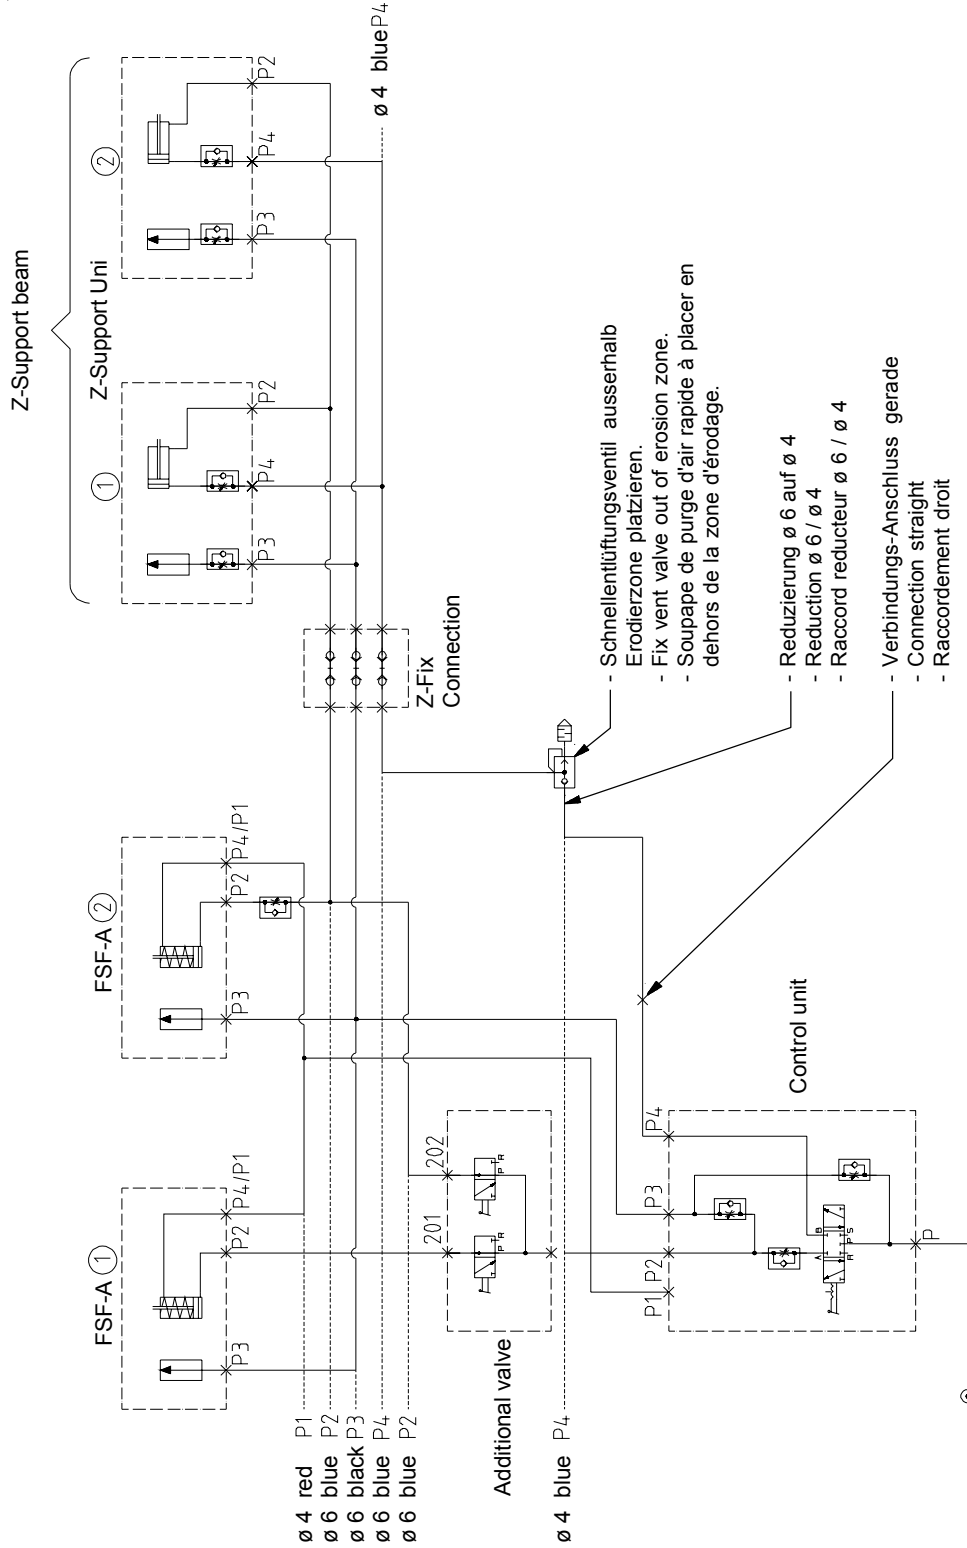 Z-Support beam
Z-Support Uni
1
P3
P4
P2
2
P3
P4
P2
ø 4 blue P4
FSF-A 1
P3
P2
P4/P1
FSF-A 2
P3
P2
P4/P1
ø 4 red P1
ø 6 blue P2
ø 6 black P3
ø 6 blue P4
ø 6 blue P2
Z-Fix
Connection
201
202
P R
P R
Additional valve
ø 4 blue P4
- Schnellentlüftungsventil ausserhalb
Erodierzone platzieren.
- Fix vent valve out of erosion zone.
- Soupape de purge d'air rapide à placer en
dehors de la zone d'érodage.
- Reduzierung ø 6 auf ø 4
- Reduction ø 6 / ø 4
- Raccord reducteur ø 6 / ø 4
- Verbindungs-Anschluss gerade
- Connection straight
- Raccordement droit
P1
P2
P3
P4
Control unit
A B
R P S
P